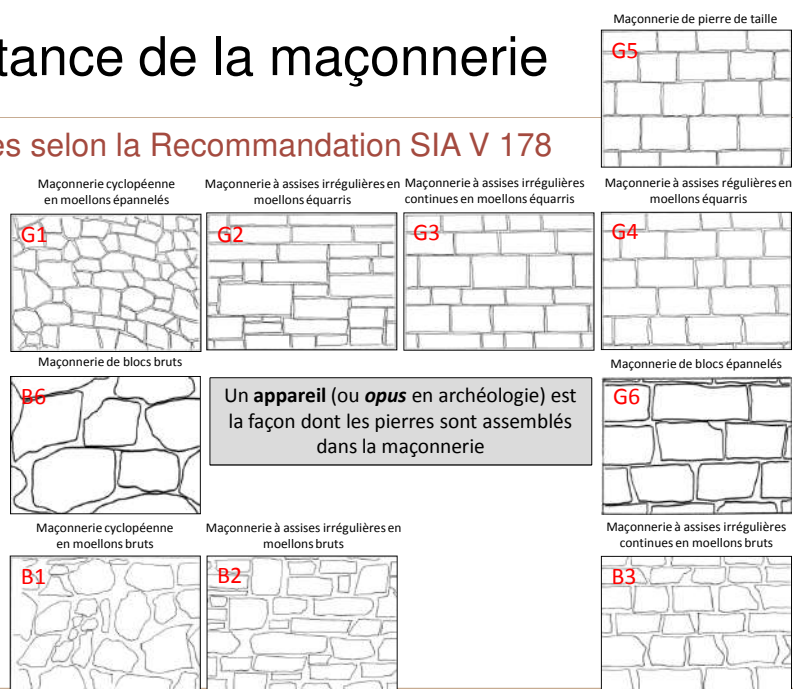 Maçonnerie de pierre de taille
tance de la maçonnerie
G5
es selon la Recommandation SIA V 178
Maçonnerie cyclopéenne
en moellons épannelés
Maçonnerie à assises irrégulières en
moellons équarris
Maçonnerie à assises irrégulières
continues en moellons équarris
Maçonnerie à assises régulières en
moellons équarris
G1
G2
G3
G4
Maçonnerie de blocs bruts
Maçonnerie de blocs épannelés
B6
Un appareil (ou opus en archéologie) est
la façon dont les pierres sont assemblés
dans la maçonnerie
G6
Maçonnerie cyclopéenne
en moellons bruts
Maçonnerie à assises irrégulières en
moellons bruts
Maçonnerie à assises irrégulières
continues en moellons bruts
B1
B2
B3